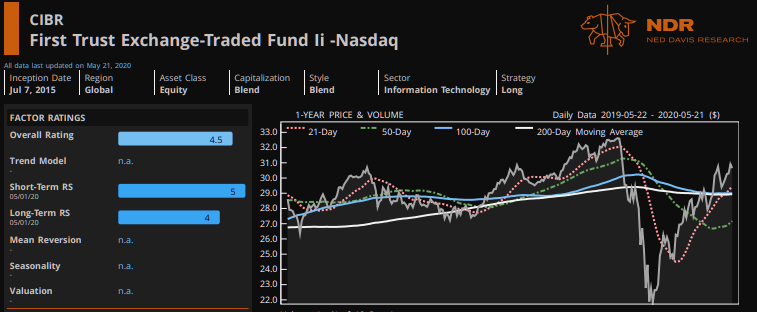 CIBR
First Trust Exchange-Traded Fund Ii -Nasdaq
NDR
NED DAVIS RESEARCH
All data last updated on May 21, 2020
Inception Date
Jul 7, 2015
Region
Global
Asset Class
Equity
Capitalization
Blend
Style
Blend
Sector
Information Technology
Strategy
Long
FACTOR RATINGS
Overall Rating
4.5
Trend Model
n.a.
-
Short-Term RS
5
05/01/20
Long-Term RS
4
05/01/20
Mean Reversion
n.a.
-
Seasonality
n.a.
-
Valuation
n.a.
-
1-YEAR PRICE & VOLUME
Daily Data 2019-05-22 - 2020-05-21 ($)
21-Day 50-Day 100-Day 200-Day Moving Average
33.0
32.0
31.0
30.0
29.0
28.0
27.0
26.0
25.0
24.0
23.0
22.0